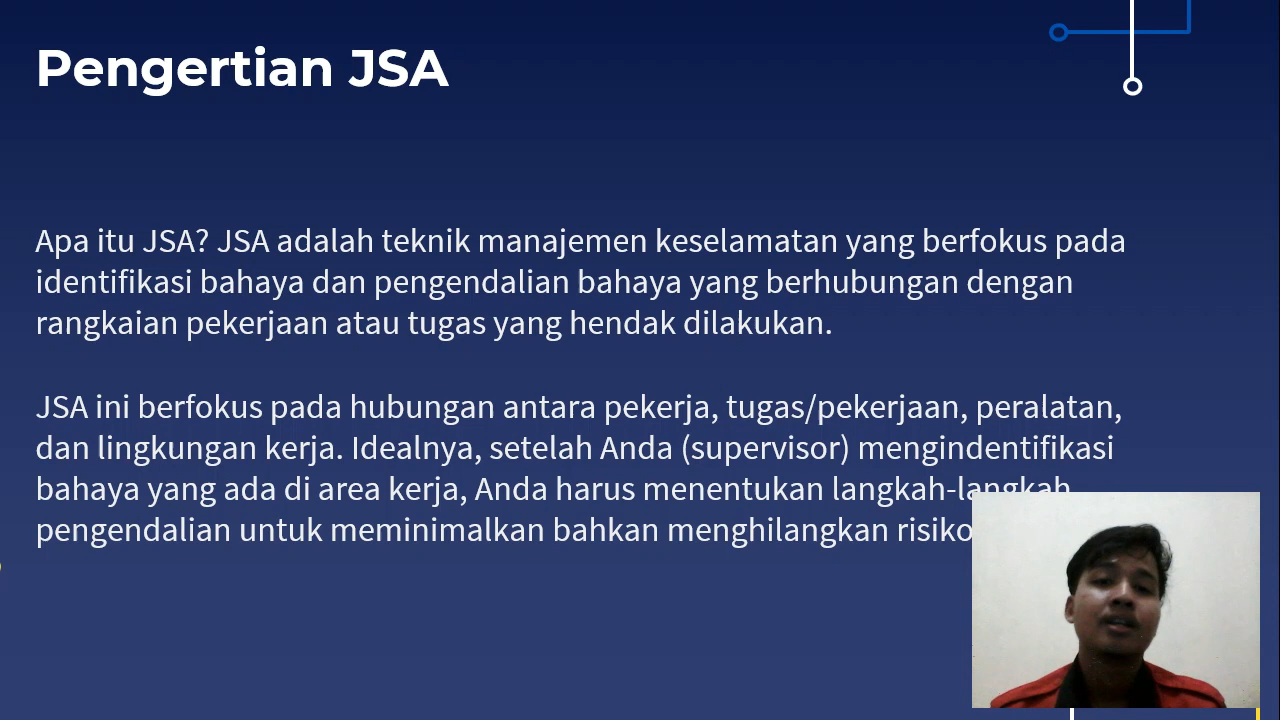 Pengertian JSA
Apa itu JSA? JSA adalah teknik manajemen keselamatan yang berfokus pada
identifikasi bahaya dan pengendalian bahaya yang berhubungan dengan
rangkaian pekerjaan atau tugas yang hendak dilakukan.
JSA ini berfokus pada hubungan antara pekerja, tugas/pekerjaan, peralatan,
dan lingkungan kerja. Idealnya, setelah Anda (supervisor) mengindentifikasi
bahaya yang ada di area kerja, Anda harus menentukan langkah-langkah
pengendalian untuk meminimalkan bahkan menghilangkan risiko